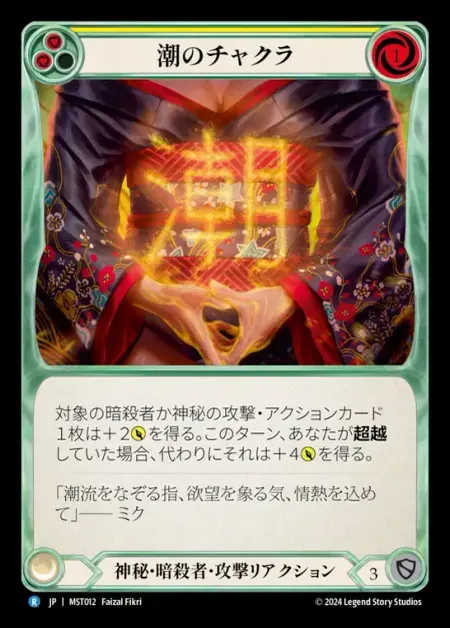 潮のチャクラ
1
潮
対象の暗殺者か神秘の攻撃・アクションカード
1枚は+2を得る。このターン、あなたが超越
していた場合、代わりにそれは+4を得る。
「潮流をなぞる指、欲望を象る気、情熱を込め
て」—— ミク
神秘・暗殺者・攻撃リアクション
3
R JP | MST012 Faizal Fikri
© 2024 Legend Story Studios